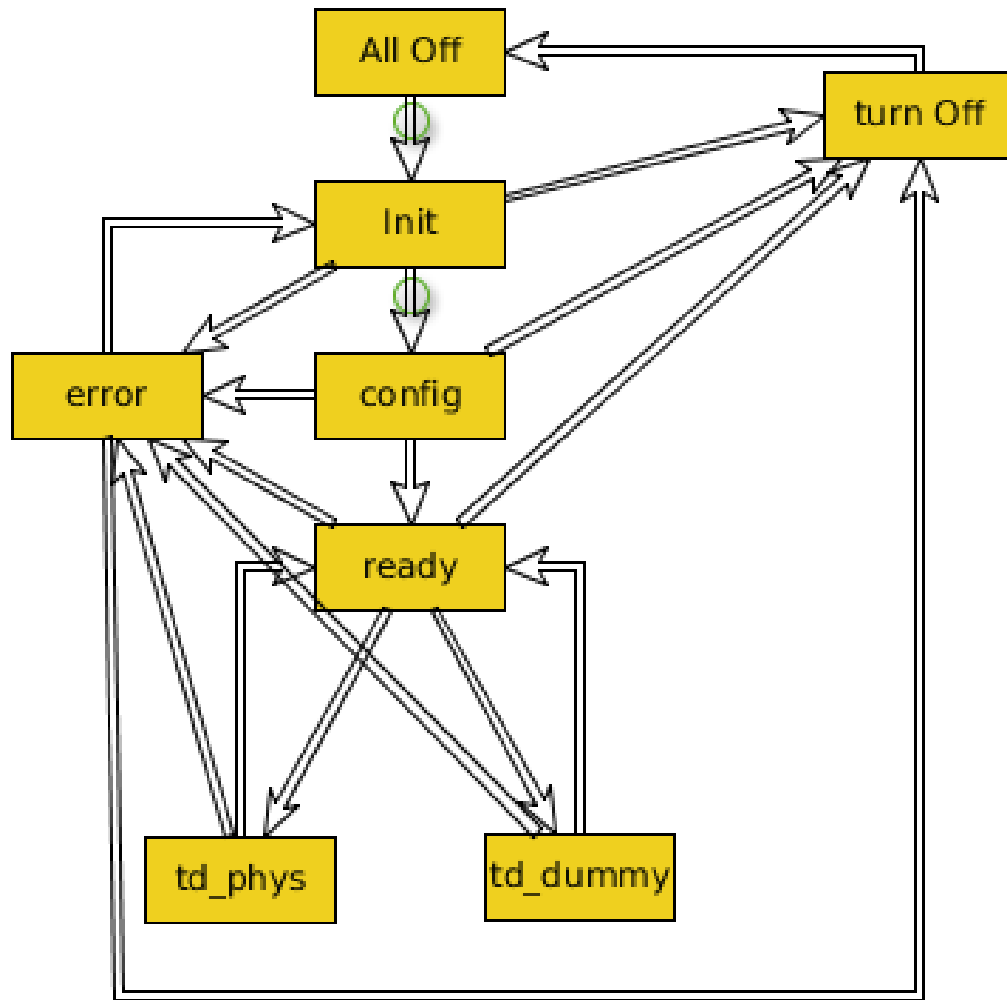 All Off
turn Off
Init
error
config
ready
td_phys
td_dummy